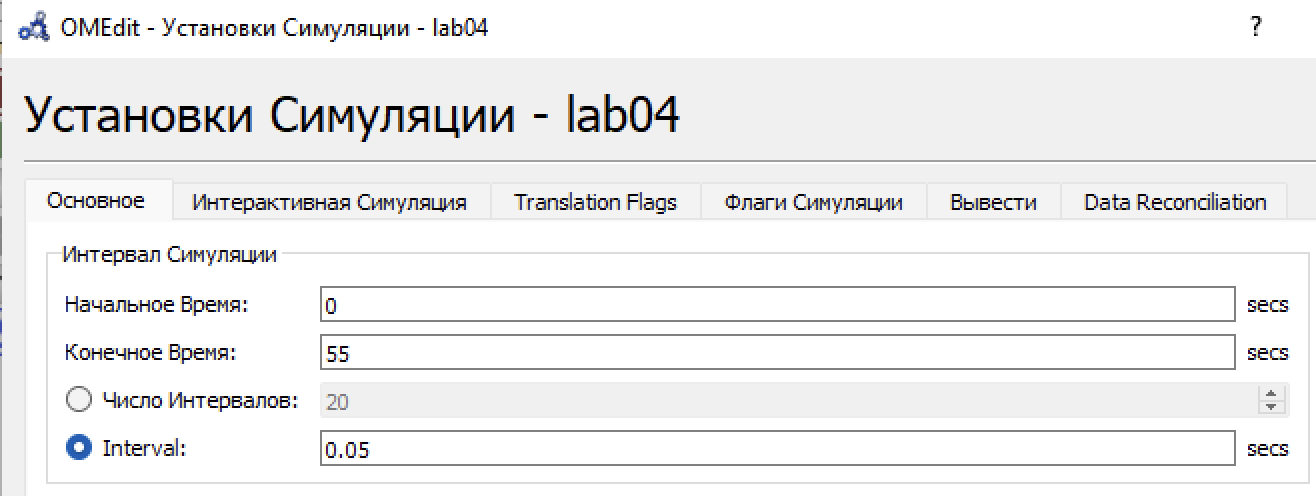 OMEdit - Установки Симуляции - lab04
?
Установки Симуляции - lab04
Основное Интерактивная Симуляция Translation Flags Флаги Симуляции Вывести Data Reconciliation
Интервал Симуляции
Начальное Время: 0 secs
Конечное Время: 55 secs
Число Интервалов: 20
Interval: 0.05 secs